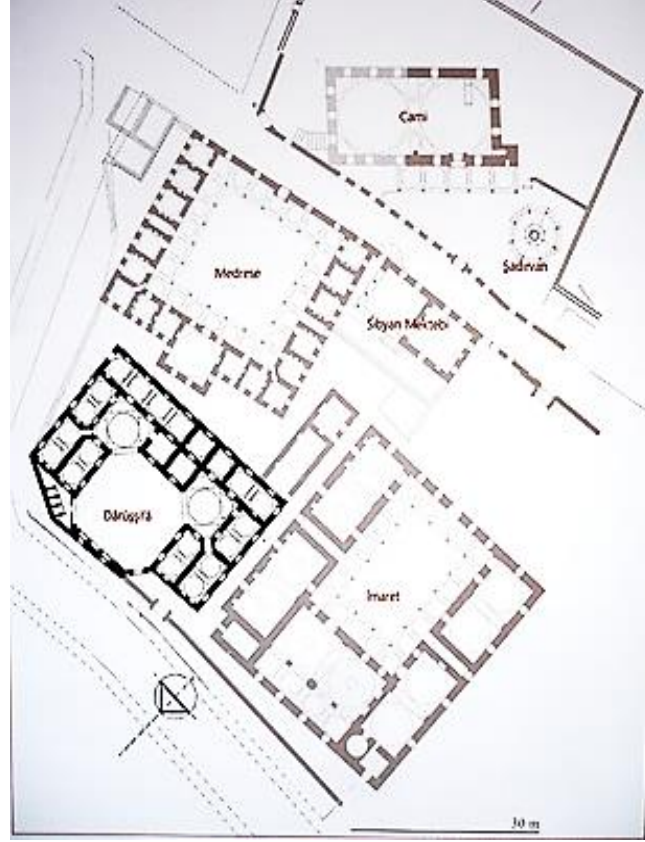 Cami
Şadırvan
Medrese
Sıbyan Mektebi
Dârüşşifâ
İmaret
30 m